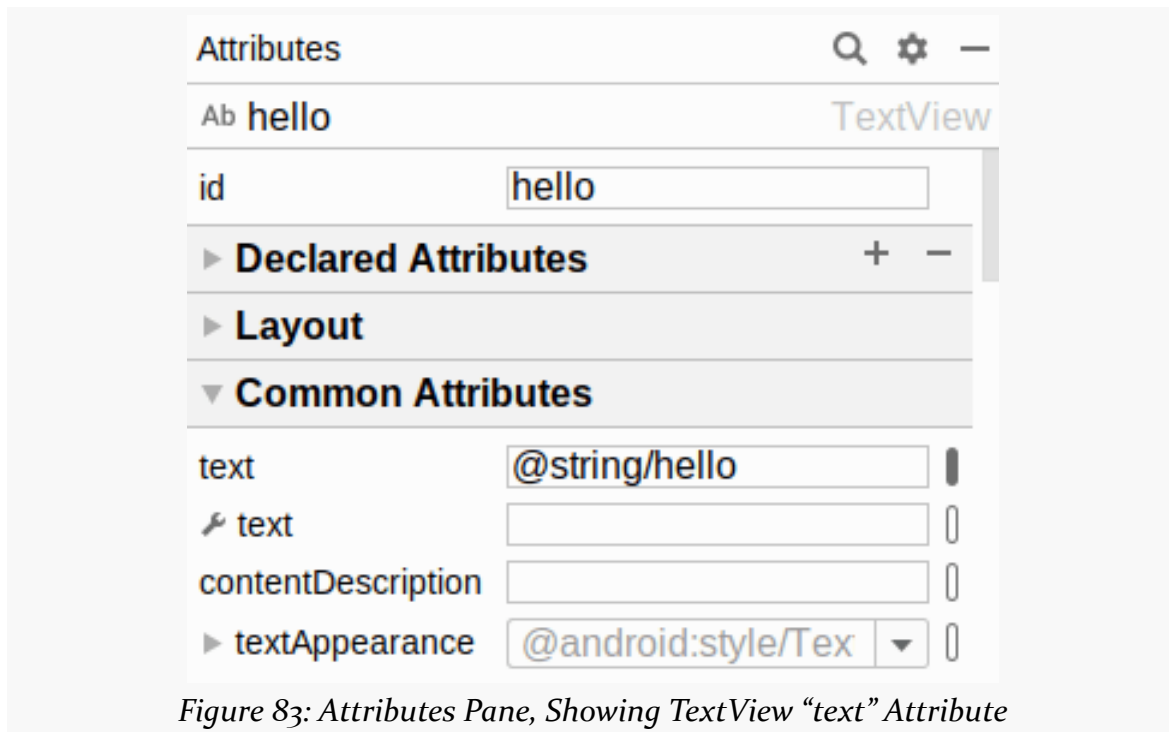 Attributes
Ab hello TextView
id hello
Declared Attributes
Layout
Common Attributes
text @string/hello
text
contentDescription
textAppearance @android:style/Tex
Figure 83: Attributes Pane, Showing TextView “text” Attribute